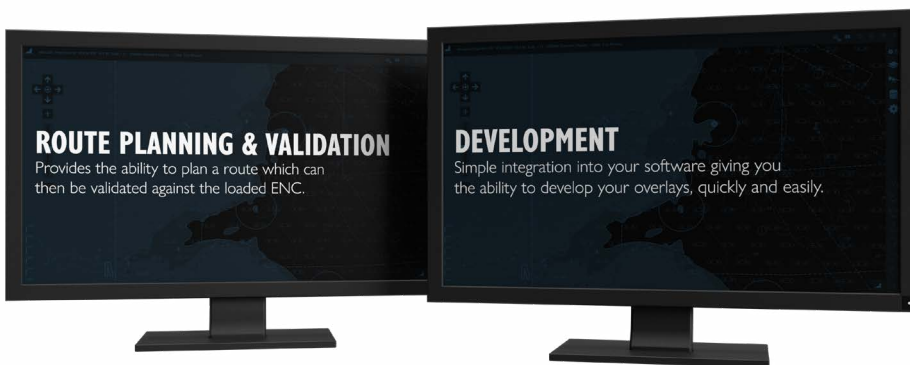 ROUTE PLANNING & VALIDATION
Provides the ability to plan a route which can
then be validated against the loaded ENC.
DEVELOPMENT
Simple integration into your software giving you
the ability to develop your overlays, quickly and easily.